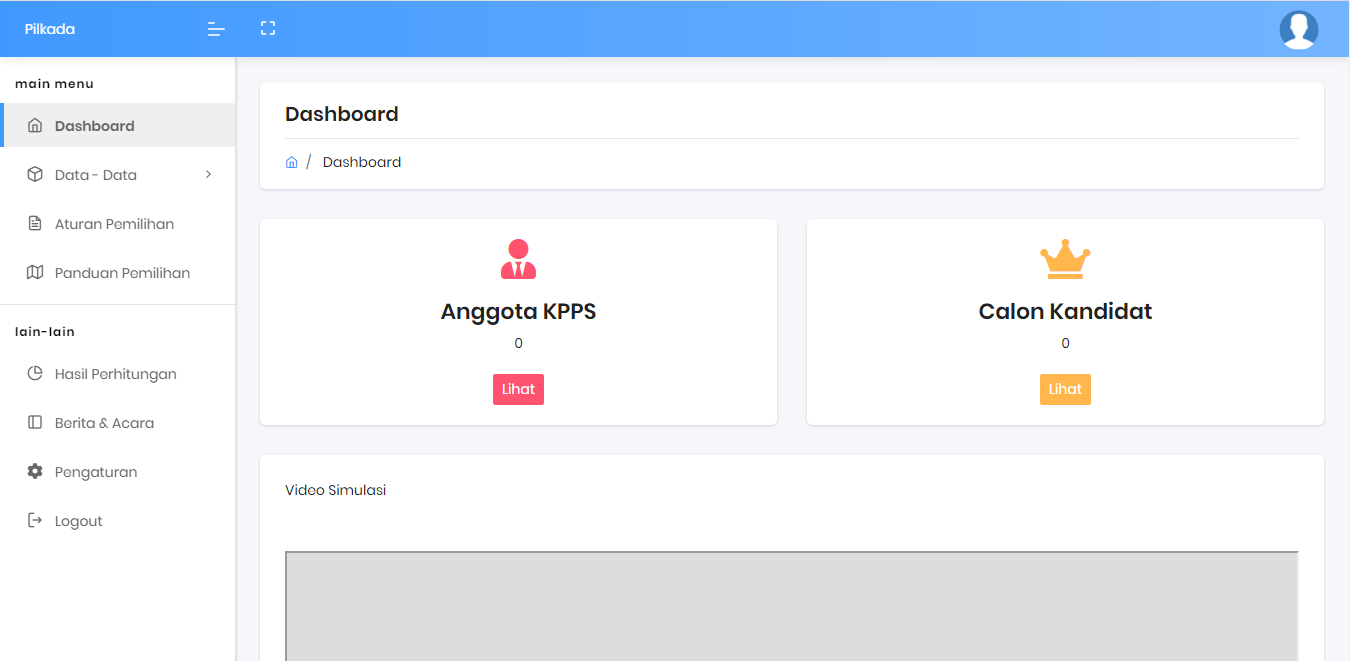 Pilkada
main menu
Dashboard
Data - Data
Aturan Pemilihan
Panduan Pemilihan
lain-lain
Hasil Perhitungan
Berita & Acara
Pengaturan
Logout
Dashboard
/ Dashboard
Anggota KPPS
0
Lihat
Calon Kandidat
0
Lihat
Video Simulasi